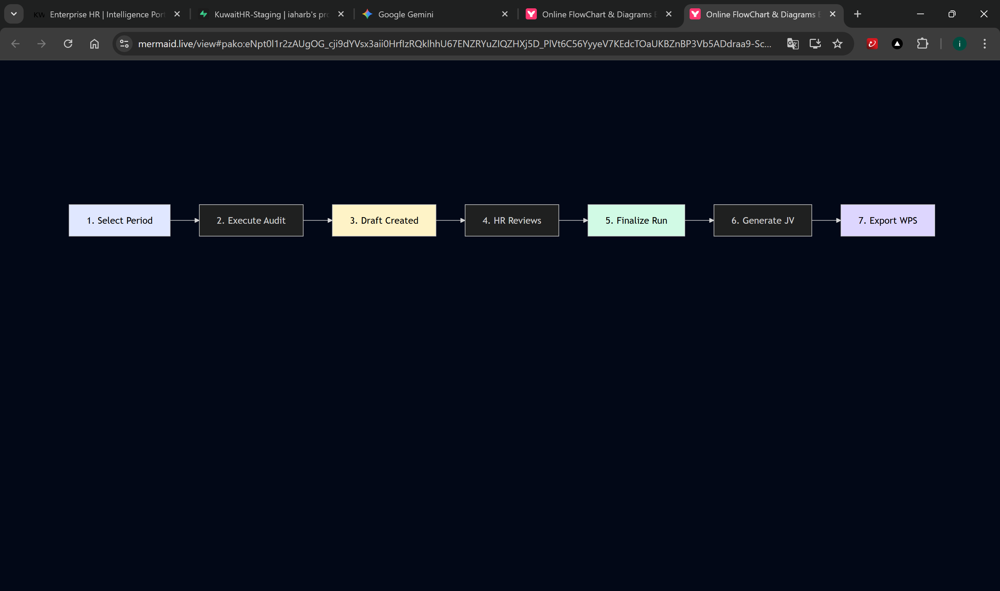 KW Enterprise HR | Intelligence Port
KuwaitHR-Staging | iaharb's pro
Google Gemini
Online FlowChart & Diagrams E
Online FlowChart & Diagrams E
mermaid.live/view#pako:eNpt0l1r2zAUgOG_cji9dYVsx3aii0HrfIzRQklhhU67ENZRYuZIQZHXj5D_PlVt6C56YyyeV7KEdcTOaUKBZnBP3Vb5ADdraa9-Sc...
i
1. Select Period
2. Execute Audit
3. Draft Created
4. HR Reviews
5. Finalize Run
6. Generate JV
7. Export WPS